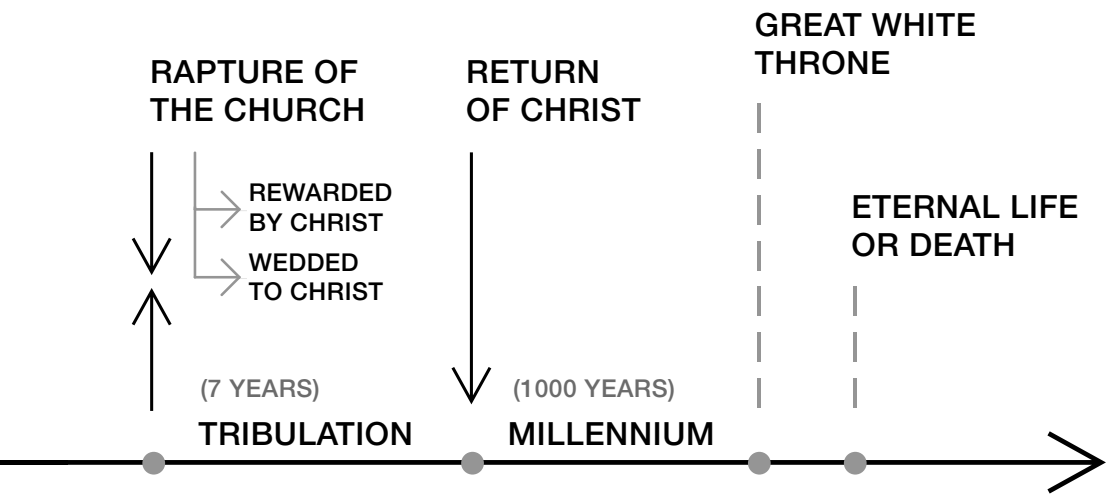 GREAT WHITE
THRONE
RAPTURE OF
THE CHURCH
RETURN
OF CHRIST
REWARDED
BY CHRIST
WEDDED
TO CHRIST
ETERNAL LIFE
OR DEATH
(7 YEARS)
TRIBULATION
(1000 YEARS)
MILLENNIUM